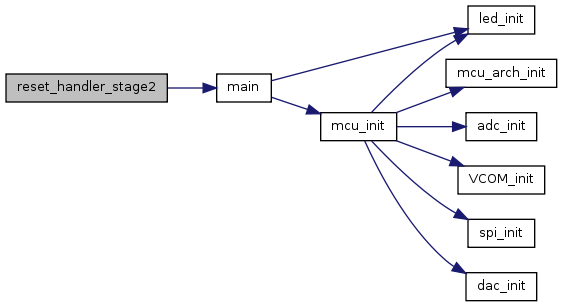 reset_handler_stage2
main
mcu_init
led_init
mcu_arch_init
adc_init
VCOM_init
spi_init
dac_init